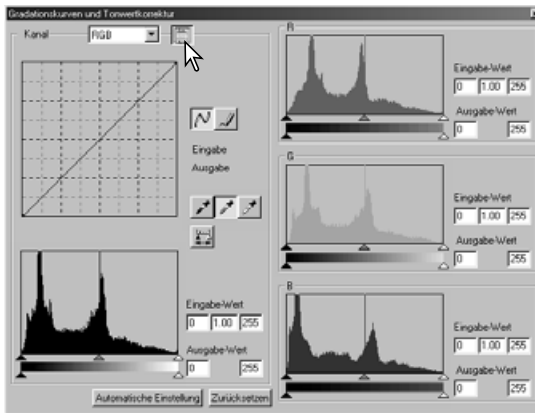 Gradationskurven und Tonwertkorrektur
Kanal RGB
Eingabe
Ausgabe
Eingabe-Wert
0 1.00 255
Ausgabe-Wert
0 255
Automatische Einstellung Zurücksetzen
R
Eingabe-Wert
0 1.00 255
Ausgabe-Wert
0 255
G
Eingabe-Wert
0 1.00 255
Ausgabe-Wert
0 255
B
Eingabe-Wert
0 1.00 255
Ausgabe-Wert
0 255